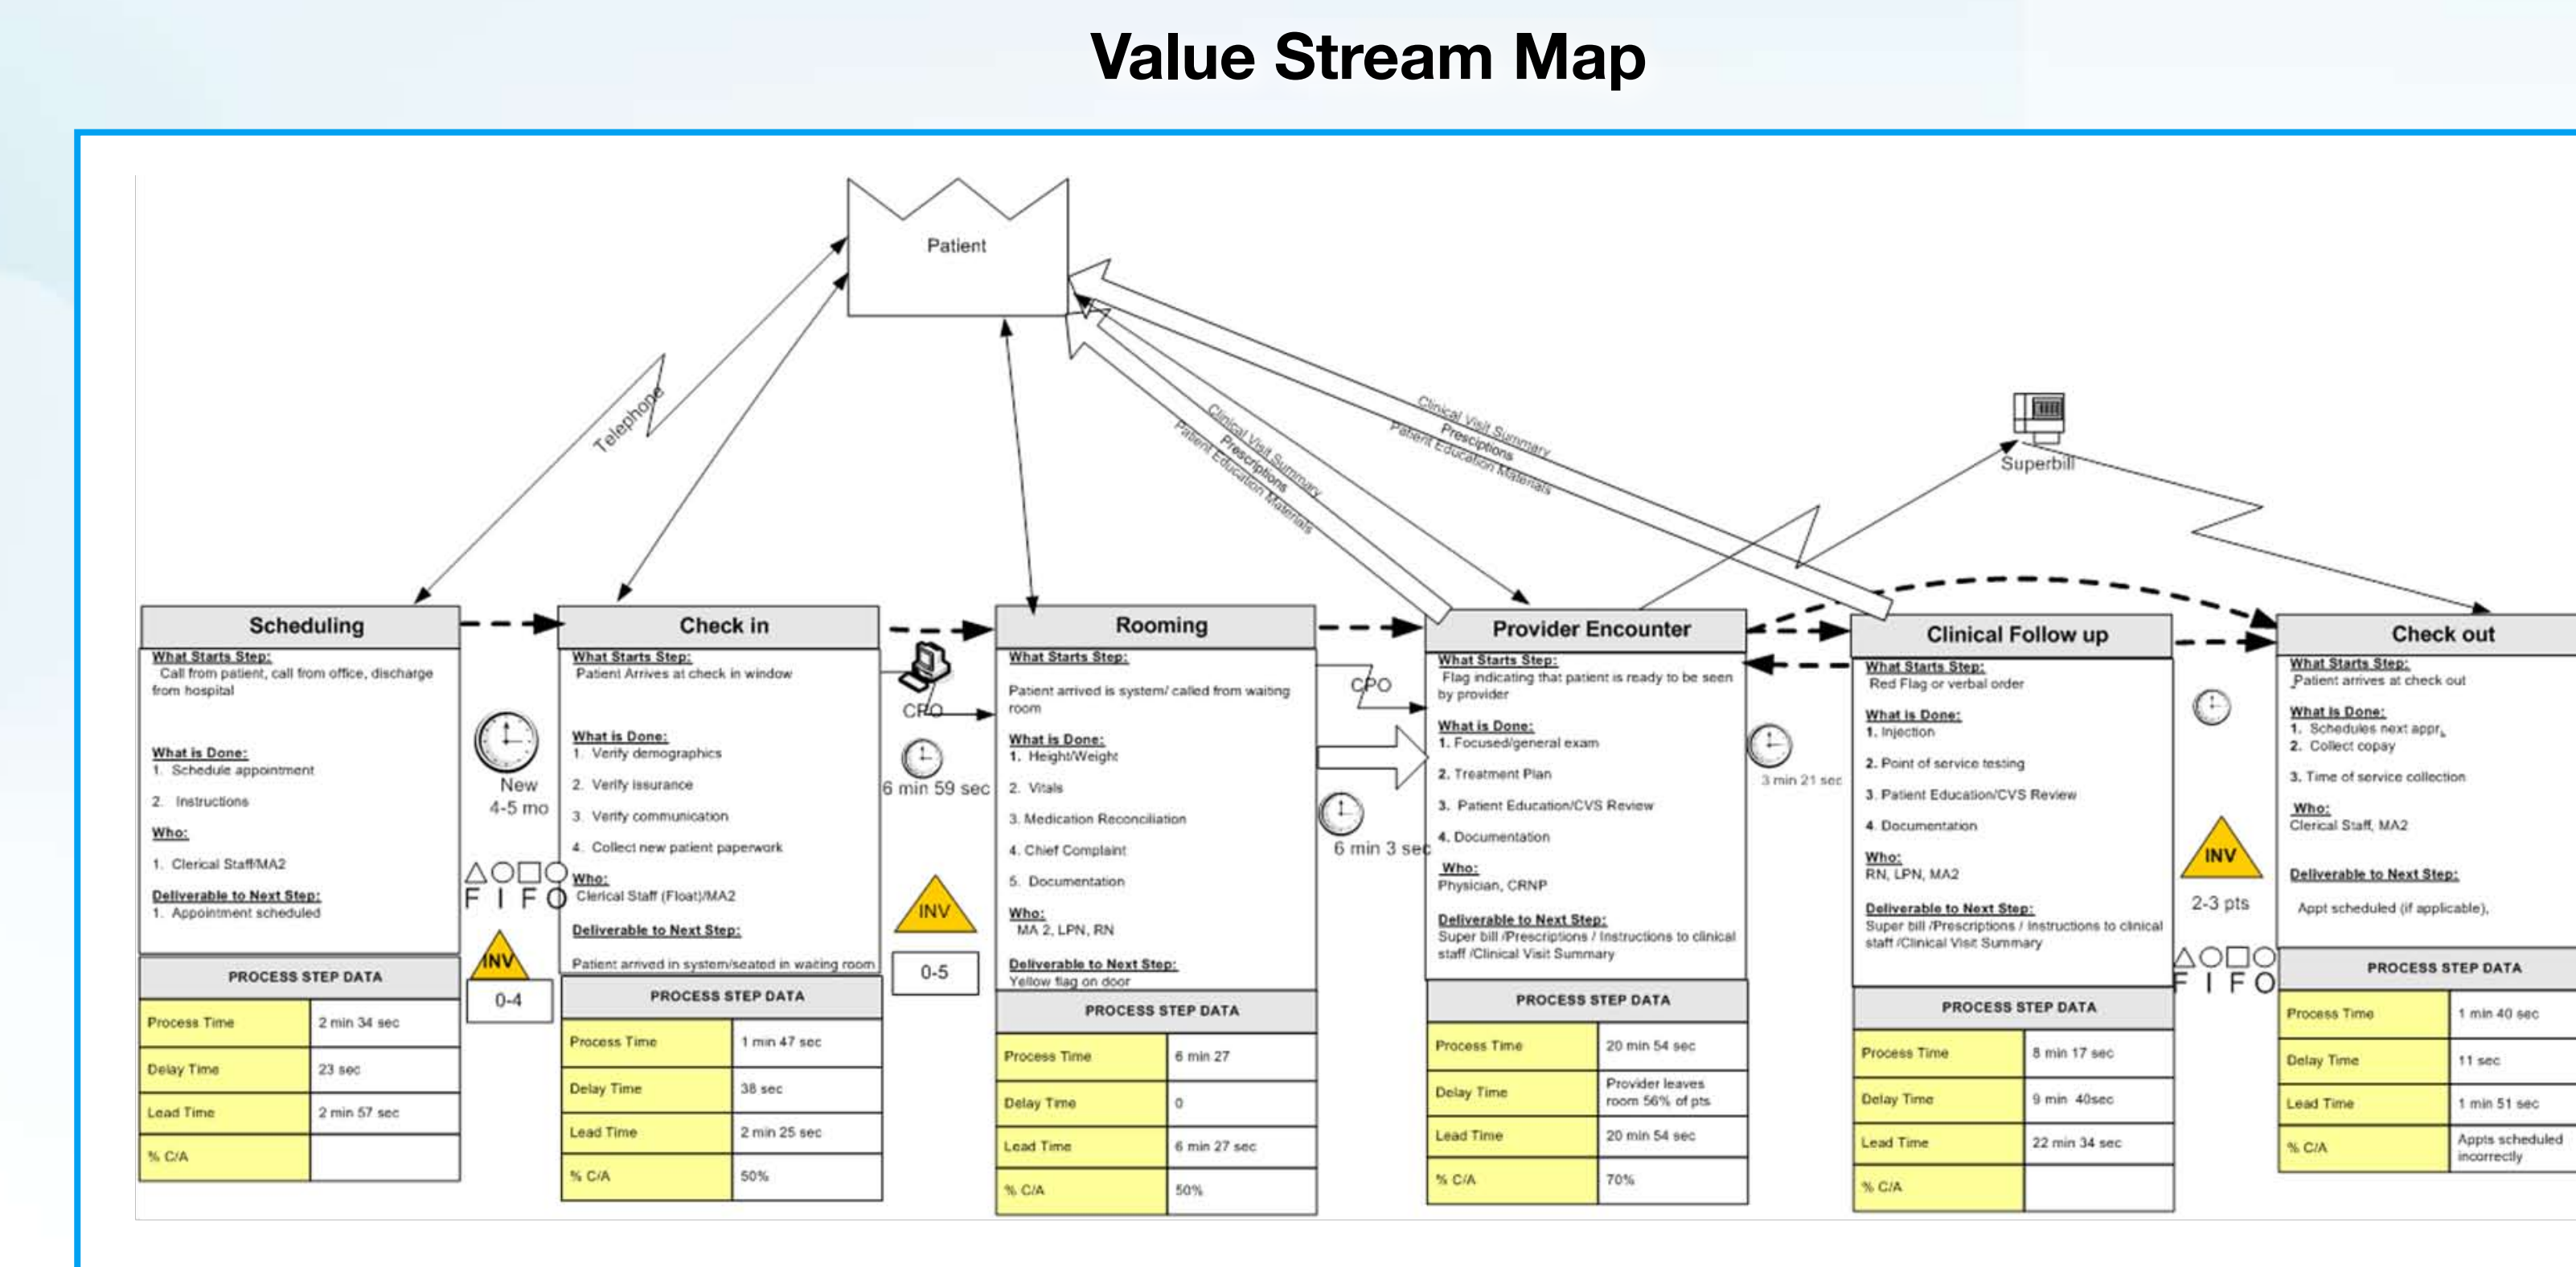 Value Stream Map
Patient
Telephone
Clinical Visit Summary
Prescriptions
Patient Education Materials
Clinical Visit Summary
Presciptions
Patient Education Materials
Superbill
Scheduling
What Starts Step:
Call from patient, call from office, discharge
from hospital
What is Done:
1. Schedule appointment
2. Instructions
Who:
1. Clerical Staff/MA2
Deliverable to Next Step:
1. Appointment scheduled
PROCESS STEP DATA
Process Time 2 min 34 sec
Delay Time 23 sec
Lead Time 2 min 57 sec
% C/A
New
4-5 mo
F I F O
INV
0-4
Check in
What Starts Step:
Patient Arrives at check in window
What is Done:
1. Verify demographics
2. Verify issurance
3. Verify communication
4. Collect new patient paperwork
Who:
Clerical Staff (Float)/MA2
Deliverable to Next Step:
Patient arrived in system/seated in waiting room
PROCESS STEP DATA
Process Time 1 min 47 sec
Delay Time 38 sec
Lead Time 2 min 25 sec
% C/A 50%
CPO
6 min 59 sec
INV
0-5
Rooming
What Starts Step:
Patient arrived is system/ called from waiting
room
What is Done:
1. Height/Weight
2. Vitals
3. Medication Reconciliation
4. Chief Complaint
5. Documentation
Who:
MA 2, LPN, RN
Deliverable to Next Step:
Yellow flag on door
PROCESS STEP DATA
Process Time 6 min 27
Delay Time 0
Lead Time 6 min 27 sec
% C/A 50%
CPO
6 min 3 sec
Provider Encounter
What Starts Step:
Flag indicating that patient is ready to be seen
by provider
What is Done:
1. Focused/general exam
2. Treatment Plan
3. Patient Education/CVS Review
4. Documentation
Who:
Physician, CRNP
Deliverable to Next Step:
Super bill /Prescriptions / Instructions to clinical
staff /Clinical Visit Summary
PROCESS STEP DATA
Process Time 20 min 54 sec
Delay Time Provider leaves
room 56% of pts
Lead Time 20 min 54 sec
% C/A 70%
3 min 21 sec
Clinical Follow up
What Starts Step:
Red Flag or verbal order
What is Done:
1. Injection
2. Point of service testing
3. Patient Education/CVS Review
4. Documentation
Who:
RN, LPN, MA2
Deliverable to Next Step:
Super bill /Prescriptions / Instructions to clinical
staff /Clinical Visit Summary
PROCESS STEP DATA
Process Time 8 min 17 sec
Delay Time 9 min 40sec
Lead Time 22 min 34 sec
% C/A
INV
2-3 pts
F I F O
Check out
What Starts Step:
Patient arrives at check out
What is Done:
1. Schedules next appr,
2. Collect copay
3. Time of service collection
Who:
Clerical Staff, MA2
Deliverable to Next Step:
Appt scheduled (if applicable),
PROCESS STEP DATA
Process Time 1 min 40 sec
Delay Time 11 sec
Lead Time 1 min 51 sec
% C/A Appts scheduled
incorrectly